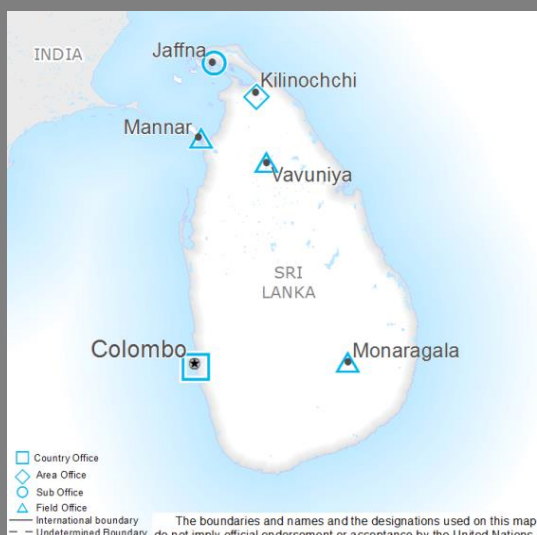 INDIA
Jaffna
Kilinochchi
Mannar
Vavuniya
SRI
LANKA
Colombo
Monaragala
Country Office
Area Office
Sub Office
Field Office
International boundary
Undetermined Boundary
The boundaries and names and the designations used on this map
do not imply official endorsement or acceptance by the United Nations.